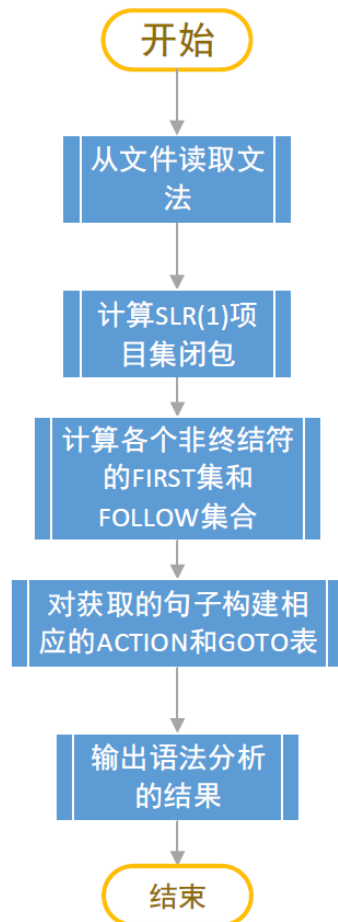 开始
从文件读取文
法
计算SLR(1)项
目集闭包
计算各个非终结符
的FIRST集和
FOLLOW集合
对获取的句子构建相
应的ACTION和GOTO表
输出语法分析
的结果
结束